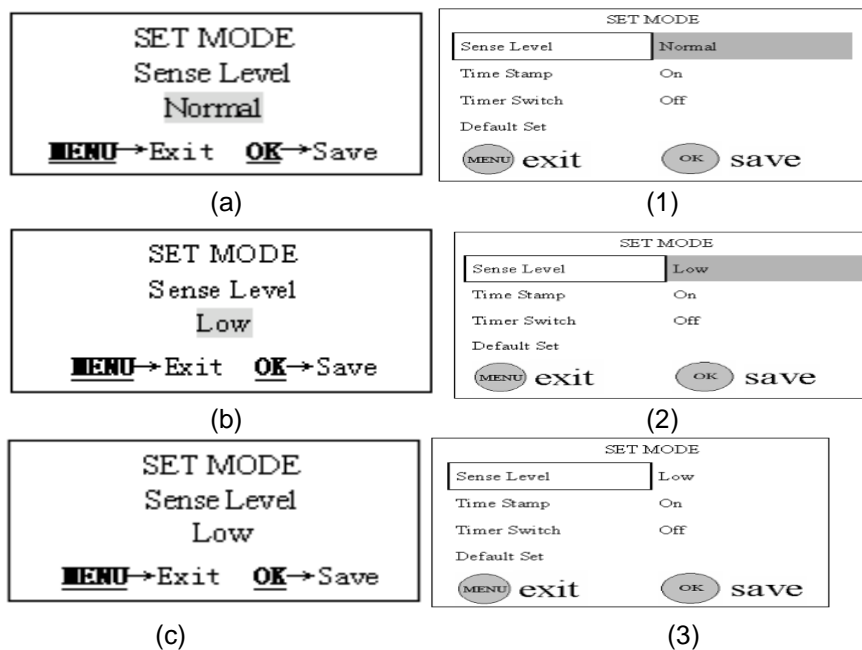 SET MODE
Sense Level
Normal
MENU→Exit OK→Save
(a)
SET MODE
Sense Level Normal
Time Stamp On
Timer Switch Off
Default Set
MENU exit OK save
(1)
SET MODE
Sense Level
Low
MENU→Exit OK→Save
(b)
SET MODE
Sense Level Low
Time Stamp On
Timer Switch Off
Default Set
MENU exit OK save
(2)
SET MODE
Sense Level
Low
MENU→Exit OK→Save
(c)
SET MODE
Sense Level Low
Time Stamp On
Timer Switch Off
Default Set
MENU exit OK save
(3)